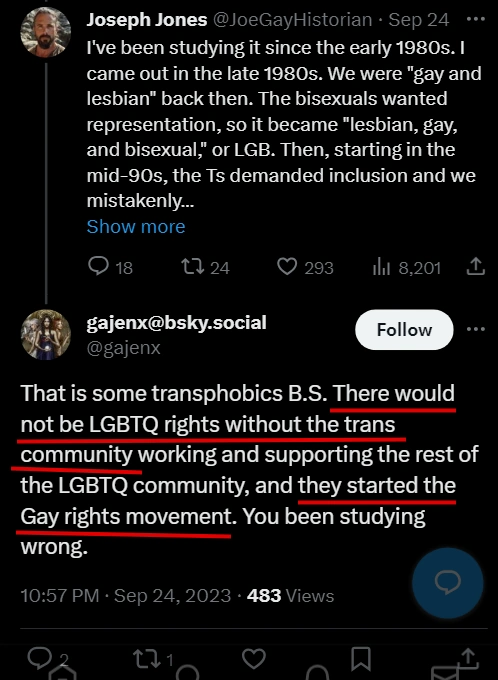 Joseph Jones @JoeGayHistorian · Sep 24 ···
I've been studying it since the early 1980s. I
came out in the late 1980s. We were "gay and
lesbian" back then. The bisexuals wanted
representation, so it became "lesbian, gay,
and bisexual," or LGB. Then, starting in the
mid-90s, the Ts demanded inclusion and we
mistakenly...
Show more
18 24 293 8,201
gajenx@bsky.social
@gajenx
Follow ···
That is some transphobics B.S. There would
not be LGBTQ rights without the trans
community working and supporting the rest of
the LGBTQ community, and they started the
Gay rights movement. You been studying
wrong.
10:57 PM · Sep 24, 2023 · 483 Views
2 1